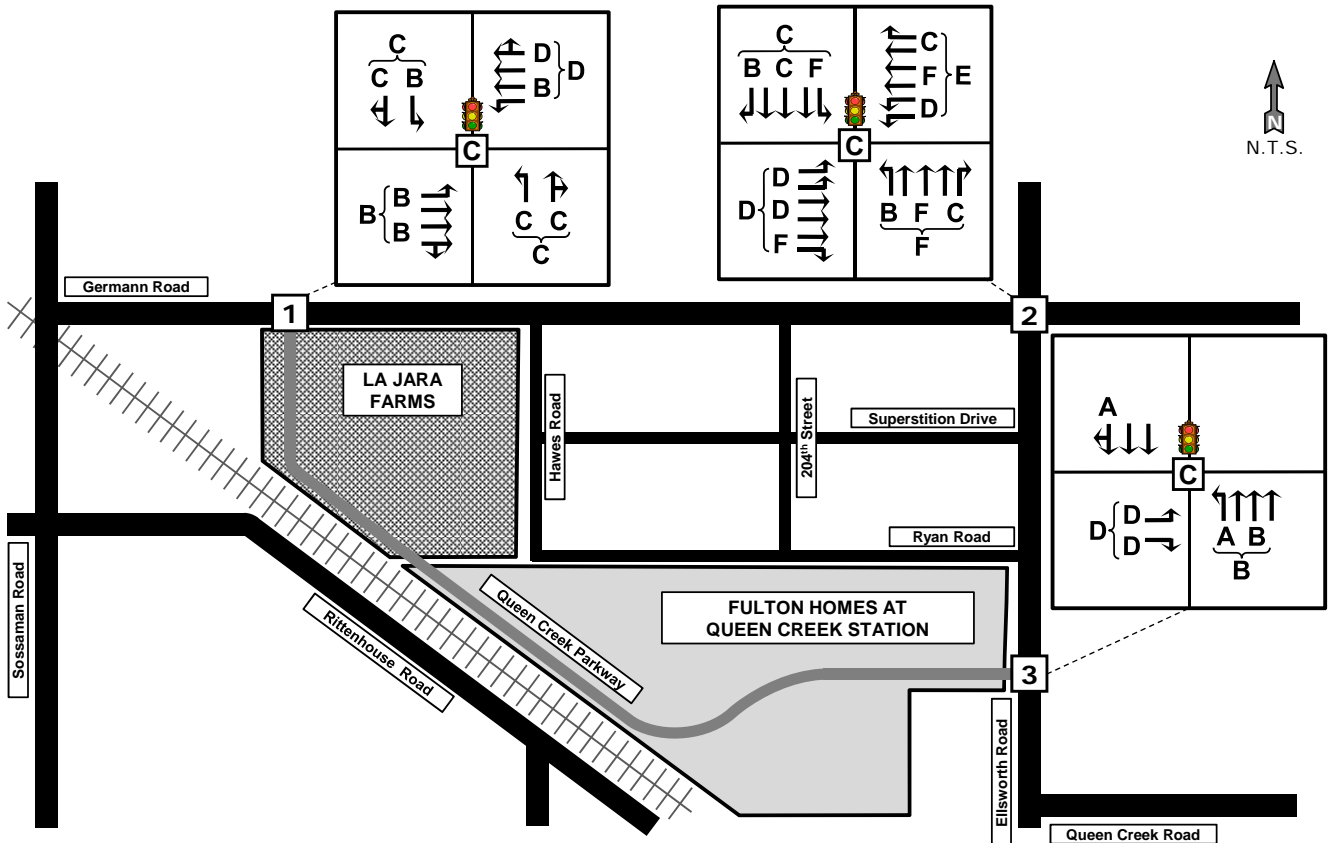 C
C B
D
B
D
C
B
B
B
C C
C
C
B C F
C
F
D
E
C
D
D
F
D
B F C
F
N
N.T.S.
Germann Road
1
2
LA JARA
FARMS
Hawes Road
204th Street
Superstition Drive
Ryan Road
A
C
D
D
D
A B
B
Sossaman Road
Rittenhouse Road
Queen Creek Parkway
FULTON HOMES AT
QUEEN CREEK STATION
3
Ellsworth Road
Queen Creek Road